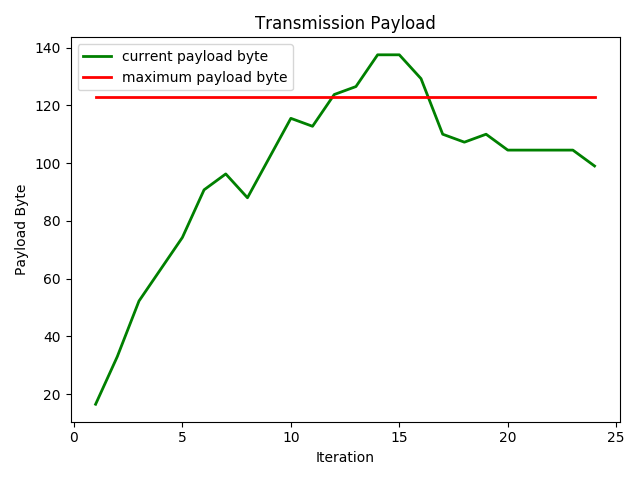 Transmission Payload
current payload byte
maximum payload byte
140
120
100
80
60
40
20
Payload Byte
0 5 10 15 20 25
Iteration